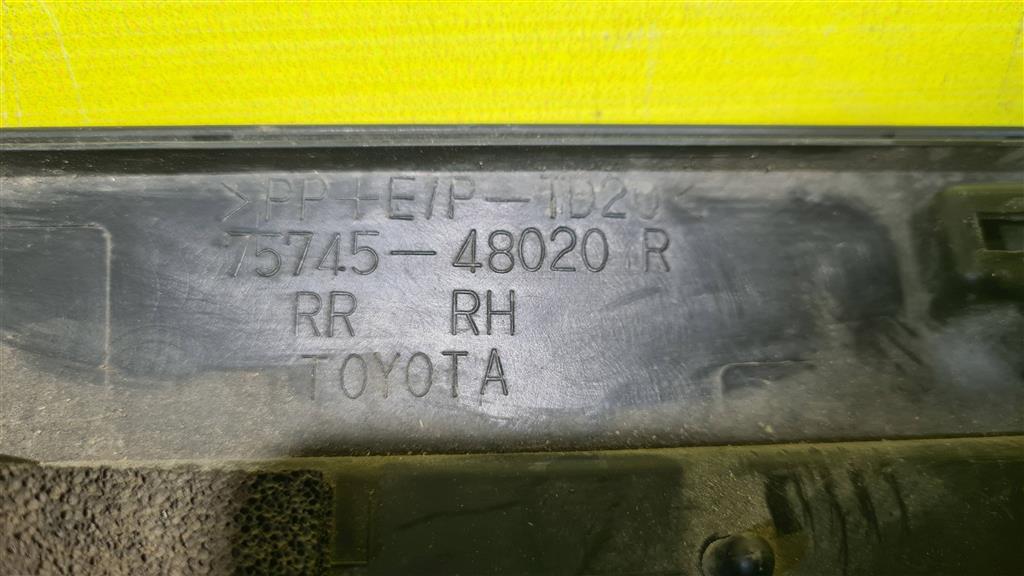 >PP+E/P-TD20<
75745-48020 R
RR RH
TOYOTA